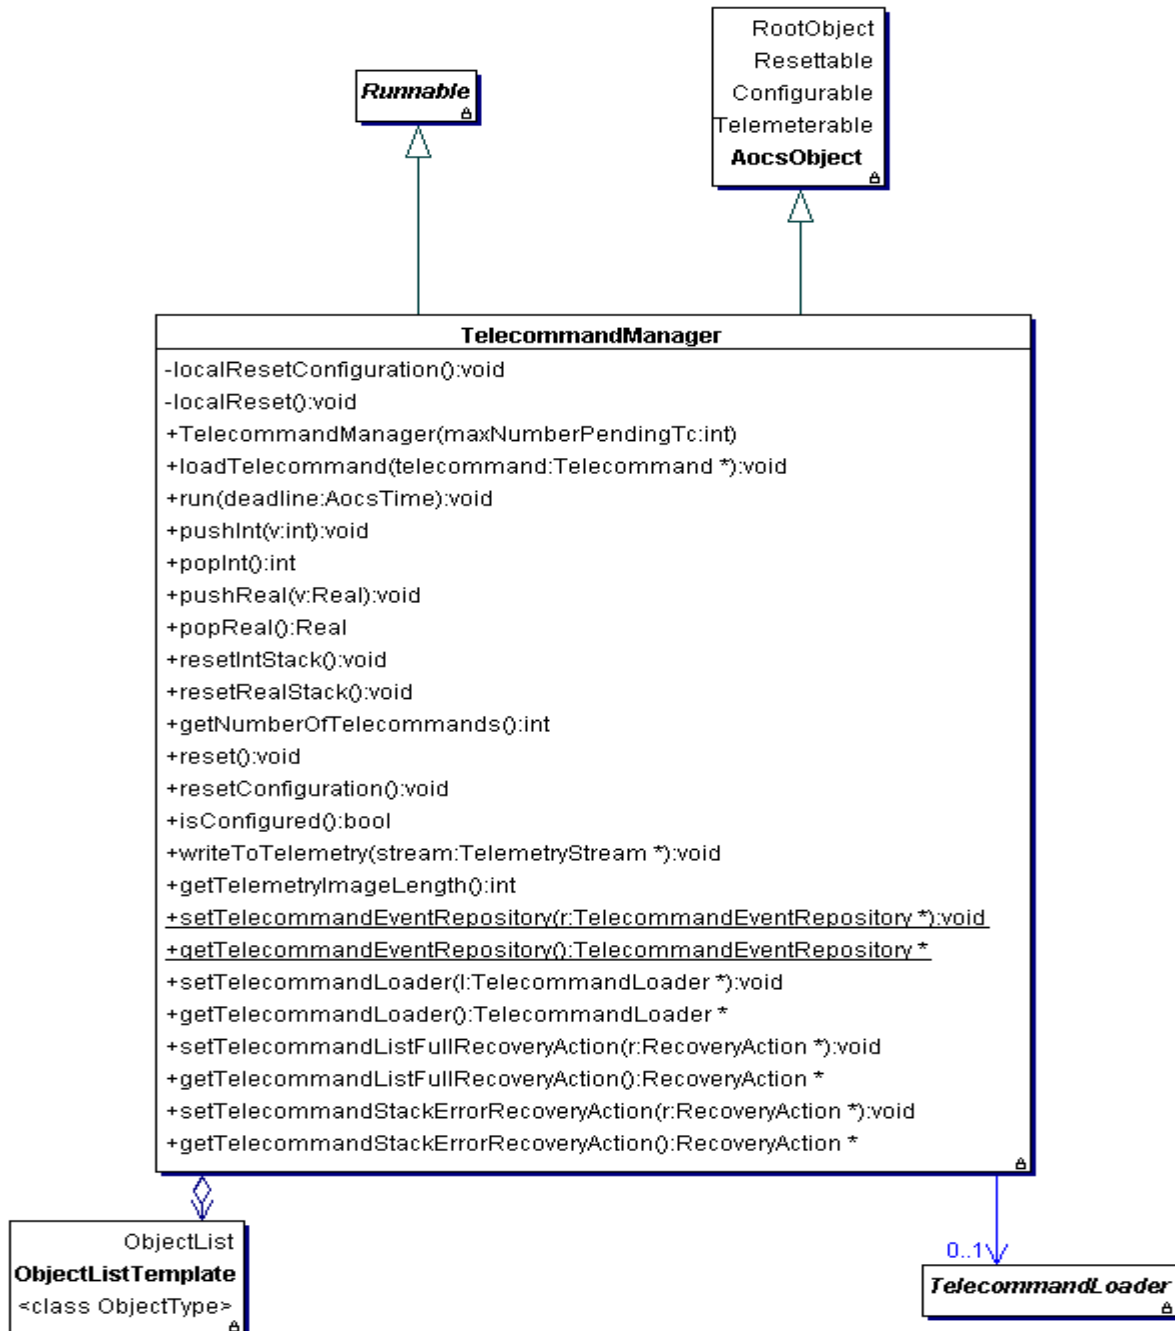 RootObject
Resettable
Configurable
Telemeterable
AocsObject
Runnable
TelecommandManager
-localResetConfiguration():void
-localReset():void
+TelecommandManager(maxNumberPendingTc:int)
+loadTelecommand(telecommand:Telecommand *):void
+run(deadline:AocsTime):void
+pushInt(v:int):void
+popInt():int
+pushReal(v:Real):void
+popReal():Real
+resetIntStack():void
+resetRealStack():void
+getNumberOfTelecommands():int
+reset():void
+resetConfiguration():void
+isConfigured():bool
+writeToTelemetry(stream:TelemetryStream *):void
+getTelemetryImageLength():int
+setTelecommandEventRepository(r:TelecommandEventRepository *):void
+getTelecommandEventRepository():TelecommandEventRepository *
+setTelecommandLoader(l:TelecommandLoader *):void
+getTelecommandLoader():TelecommandLoader *
+setTelecommandListFullRecoveryAction(r:RecoveryAction *):void
+getTelecommandListFullRecoveryAction():RecoveryAction *
+setTelecommandStackErrorRecoveryAction(r:RecoveryAction *):void
+getTelecommandStackErrorRecoveryAction():RecoveryAction *
ObjectList
ObjectListTemplate
<class ObjectType>
0..1
TelecommandLoader